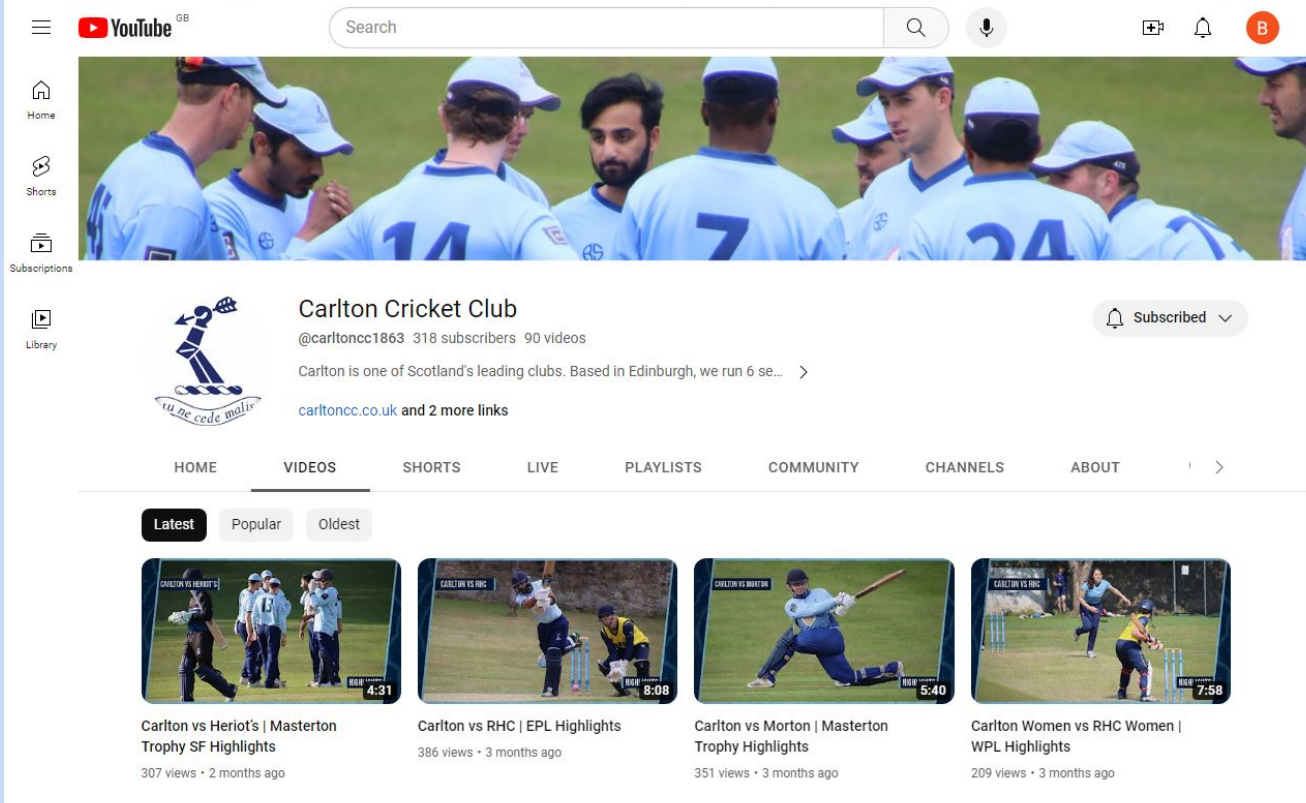 YouTube GB
Search
B
Home
Shorts
Subscriptions
Library
14
7
24
Carlton Cricket Club
@carltoncc1863 318 subscribers 90 videos
Carlton is one of Scotland's leading clubs. Based in Edinburgh, we run 6 se...
carltoncc.co.uk and 2 more links
tu ne cede malis
HOME VIDEOS SHORTS LIVE PLAYLISTS COMMUNITY CHANNELS ABOUT
Latest Popular Oldest
CARLTON VS HERIOT'S
4:31
CARLTON VS RHC
8:08
CARLTON VS MORTON
5:40
CARLTON VS RHC
7:58
Carlton vs Heriot's | Masterton
Trophy SF Highlights
307 views • 2 months ago
Carlton vs RHC | EPL Highlights
386 views • 3 months ago
Carlton vs Morton | Masterton
Trophy Highlights
351 views • 3 months ago
Carlton Women vs RHC Women |
WPL Highlights
209 views • 3 months ago